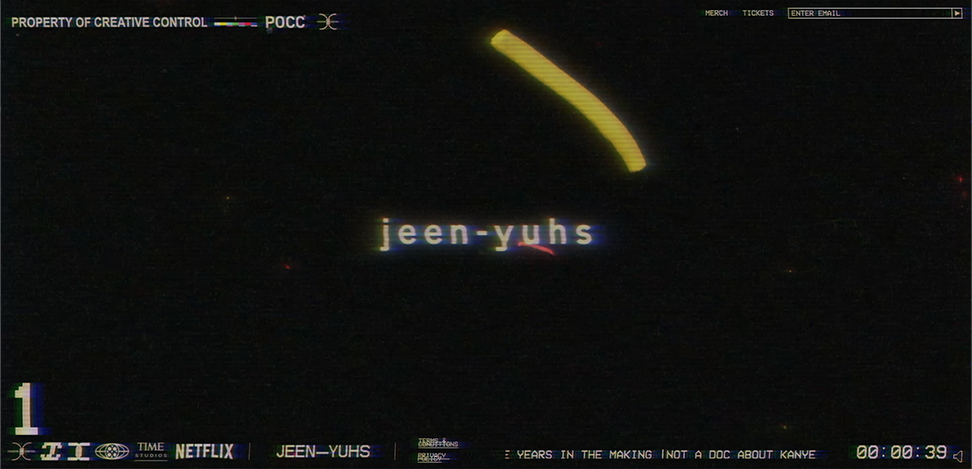 PROPERTY OF CREATIVE CONTROL POCC
MERCH TICKETS ENTER EMAIL
jeen-yuhs
1
TIME
STUDIOS
NETFLIX
JEEN—YUHS
TERMS &
CONDITIONS
PRIVACY
POLICY
YEARS IN THE MAKING |NOT A DOC ABOUT KANYE
00:00:39